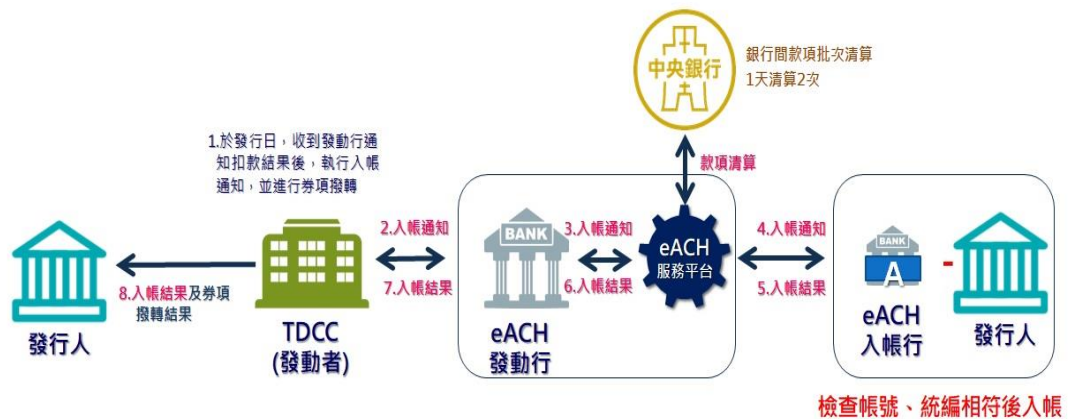 中央銀行
銀行間款項批次清算
1天清算2次
1.於發行日，收到發動行通
知扣款結果後，執行入帳
通知，並進行券項撥轉
款項清算
2.入帳通知
7.入帳結果
BANK
3.入帳通知
6.入帳結果
eACH
服務平台
4.入帳通知
5.入帳結果
BANK
A
8.入帳結果及券項
撥轉結果
發行人
TDCC
(發動者)
eACH
發動行
eACH
入帳行
發行人
檢查帳號、統編相符後入帳